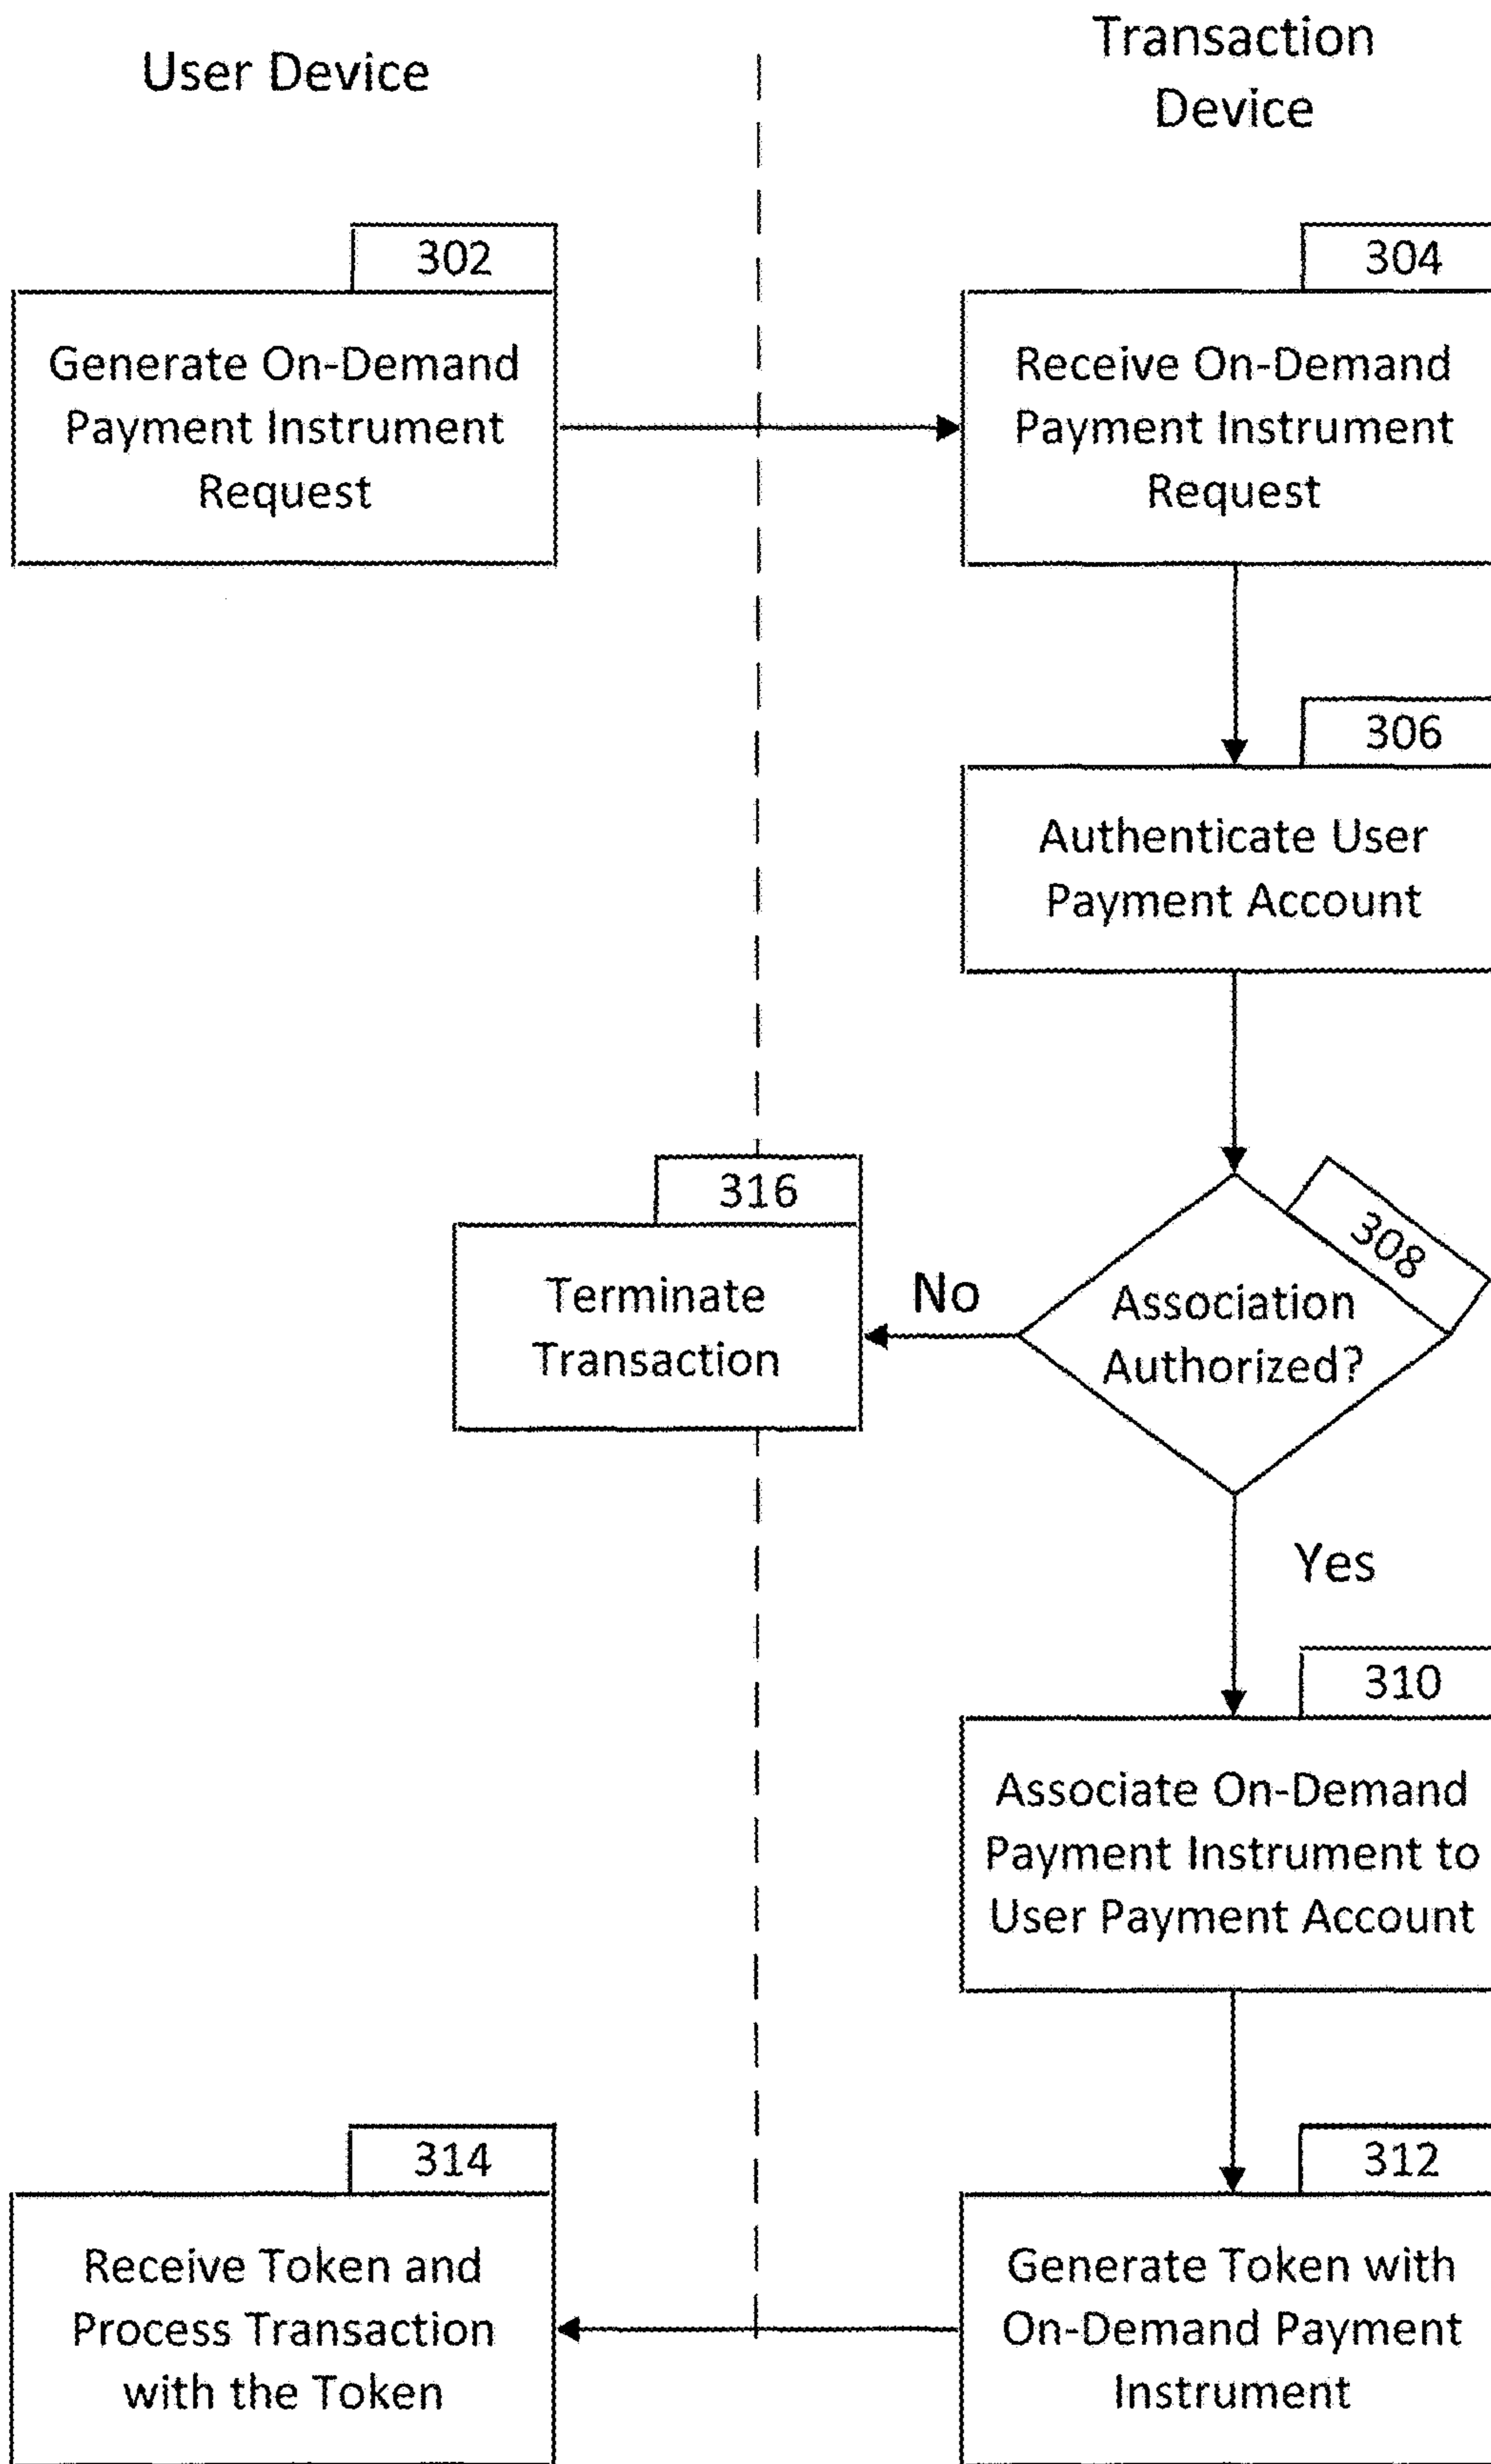 User Device
Transaction
Device
302
Generate On-Demand
Payment Instrument
Request
304
Receive On-Demand
Payment Instrument
Request
306
Authenticate User
Payment Account
308
Association
Authorized?
No
316
Terminate
Transaction
Yes
310
Associate On-Demand
Payment Instrument to
User Payment Account
312
Generate Token with
On-Demand Payment
Instrument
314
Receive Token and
Process Transaction
with the Token